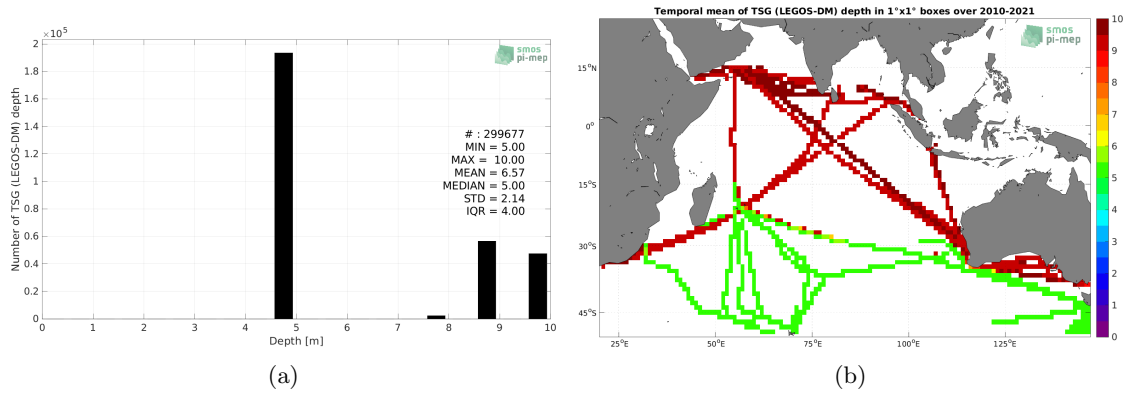 ×10⁵
2
1.8
1.6
1.4
1.2
1
0.8
0.6
0.4
0.2
0
Number of TSG (LEGOS-DM) depth
0 1 2 3 4 5 6 7 8 9 10
Depth [m]
smos
pi-mep
# : 299677
MIN = 5.00
MAX = 10.00
MEAN = 6.57
MEDIAN = 5.00
STD = 2.14
IQR = 4.00
(a)
Temporal mean of TSG (LEGOS-DM) depth in 1°x1° boxes over 2010-2021
smos
pi-mep
15°N
0°
15°S
30°S
45°S
25°E 50°E 75°E 100°E 125°E
10
9
8
7
6
5
4
3
2
1
0
(b)